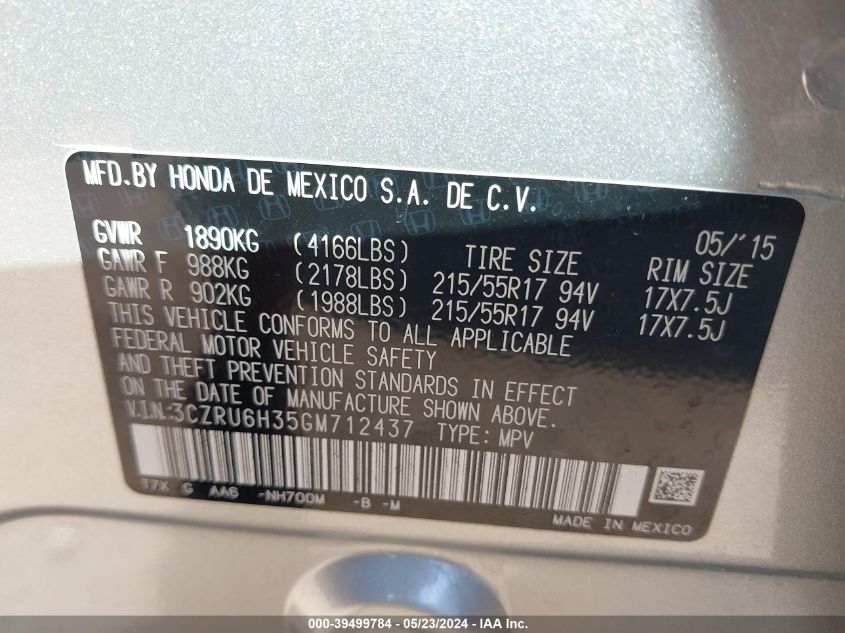 MFD.BY HONDA DE MEXICO S.A. DE C.V.
05/'15
GVWR 1890KG (4166LBS) TIRE SIZE RIM SIZE
GAWR F 988KG (2178LBS) 215/55R17 94V 17X7.5J
GAWR R 902KG (1988LBS) 215/55R17 94V 17X7.5J
THIS VEHICLE CONFORMS TO ALL APPLICABLE
FEDERAL MOTOR VEHICLE SAFETY
AND THEFT PREVENTION STANDARDS IN EFFECT
ON THE DATE OF MANUFACTURE SHOWN ABOVE.
V.I.N.:3CZRU6H35GM712437 TYPE: MPV
T7X G AA6 -NH700M -B -M
MADE IN MEXICO
000-39499784 - 05/23/2024 - IAA Inc.